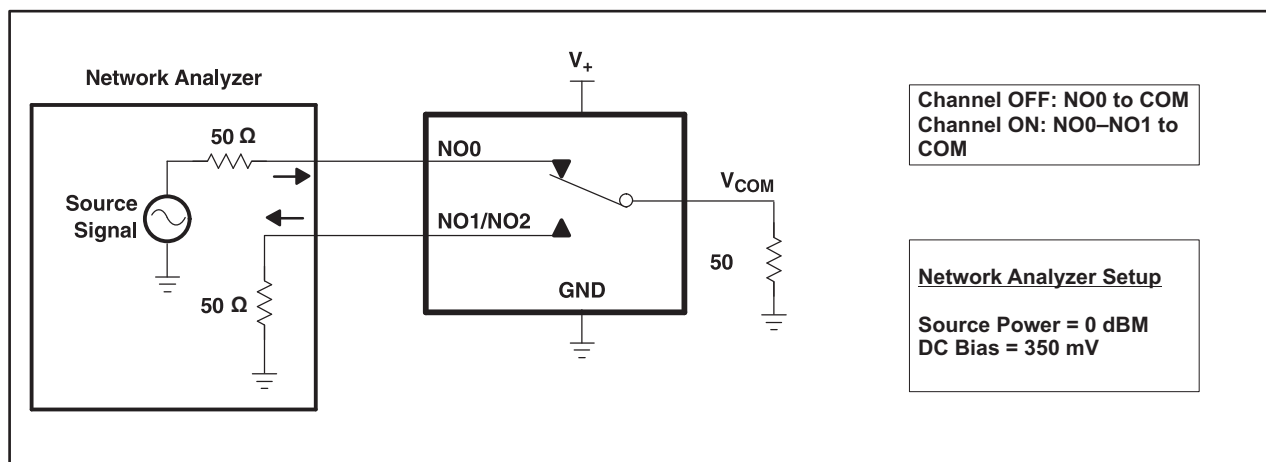 Network Analyzer
50 Ω
Source
Signal
50 Ω
V+
NO0
NO1/NO2
GND
VCOM
50
Channel OFF: NO0 to COM
Channel ON: NO0–NO1 to
COM
Network Analyzer Setup
Source Power = 0 dBM
DC Bias = 350 mV